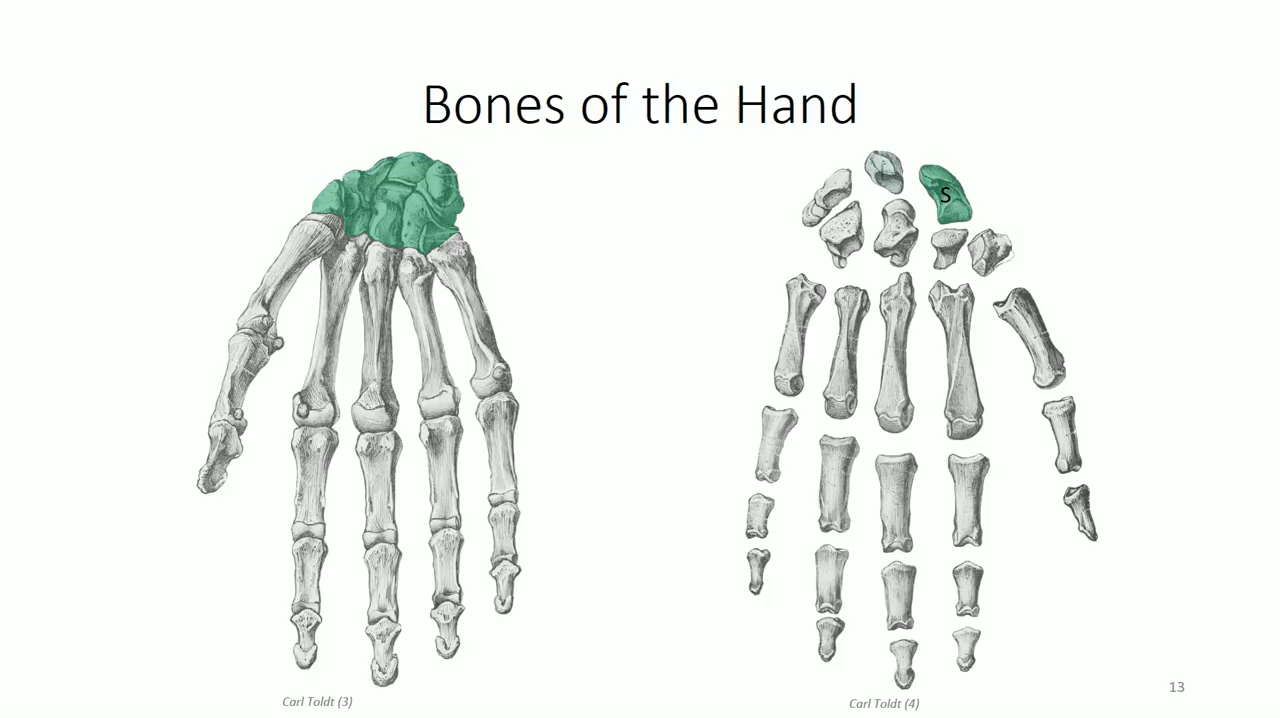 Bones of the Hand
S
Carl Toldt (3)
Carl Toldt (4)
13